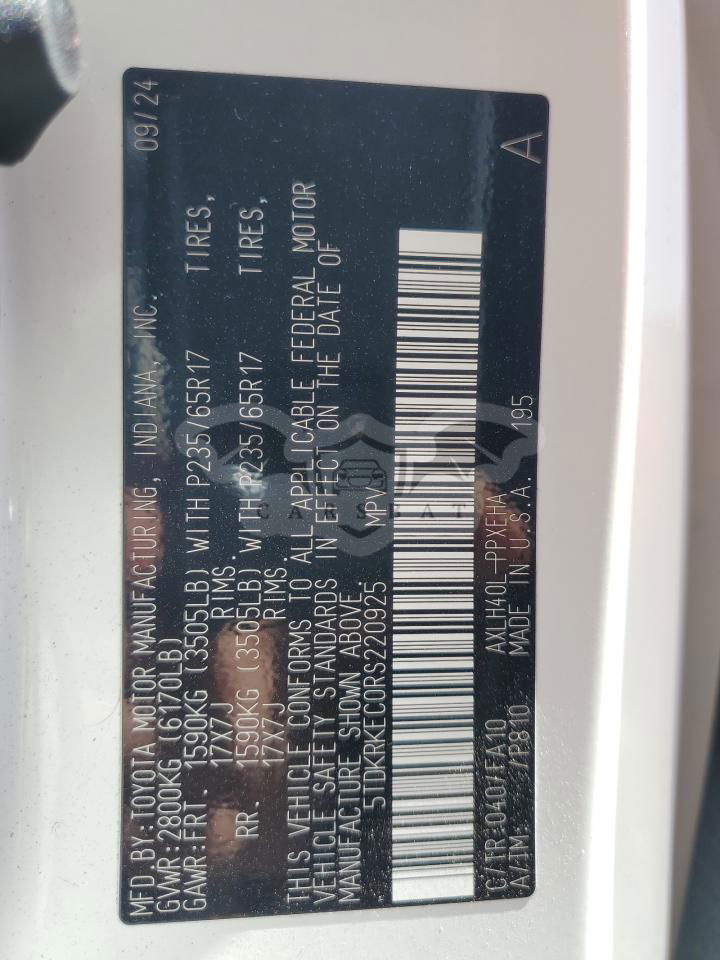 MFD BY: TOYOTA MOTOR MANUFACTURING, INDIANA, INC. 09/24
GVWR: 2800KG (6170LB)
GAWR: FRT. 1590KG (3505LB) WITH P235/65R17 TIRES,
17X7J RIMS.
RR. 1590KG (3505LB) WITH P235/65R17 TIRES,
17X7J RIMS.
THIS VEHICLE CONFORMS TO ALL APPLICABLE FEDERAL MOTOR
VEHICLE SAFETY STANDARDS IN EFFECT ON THE DATE OF
MANUFACTURE SHOWN ABOVE.
5TDKRKEC0RS220925 MPV
C/TR: 040/FA10 AXLH40L-PPXEHA
A/TM: /P810 MADE IN U.S.A. 195 A